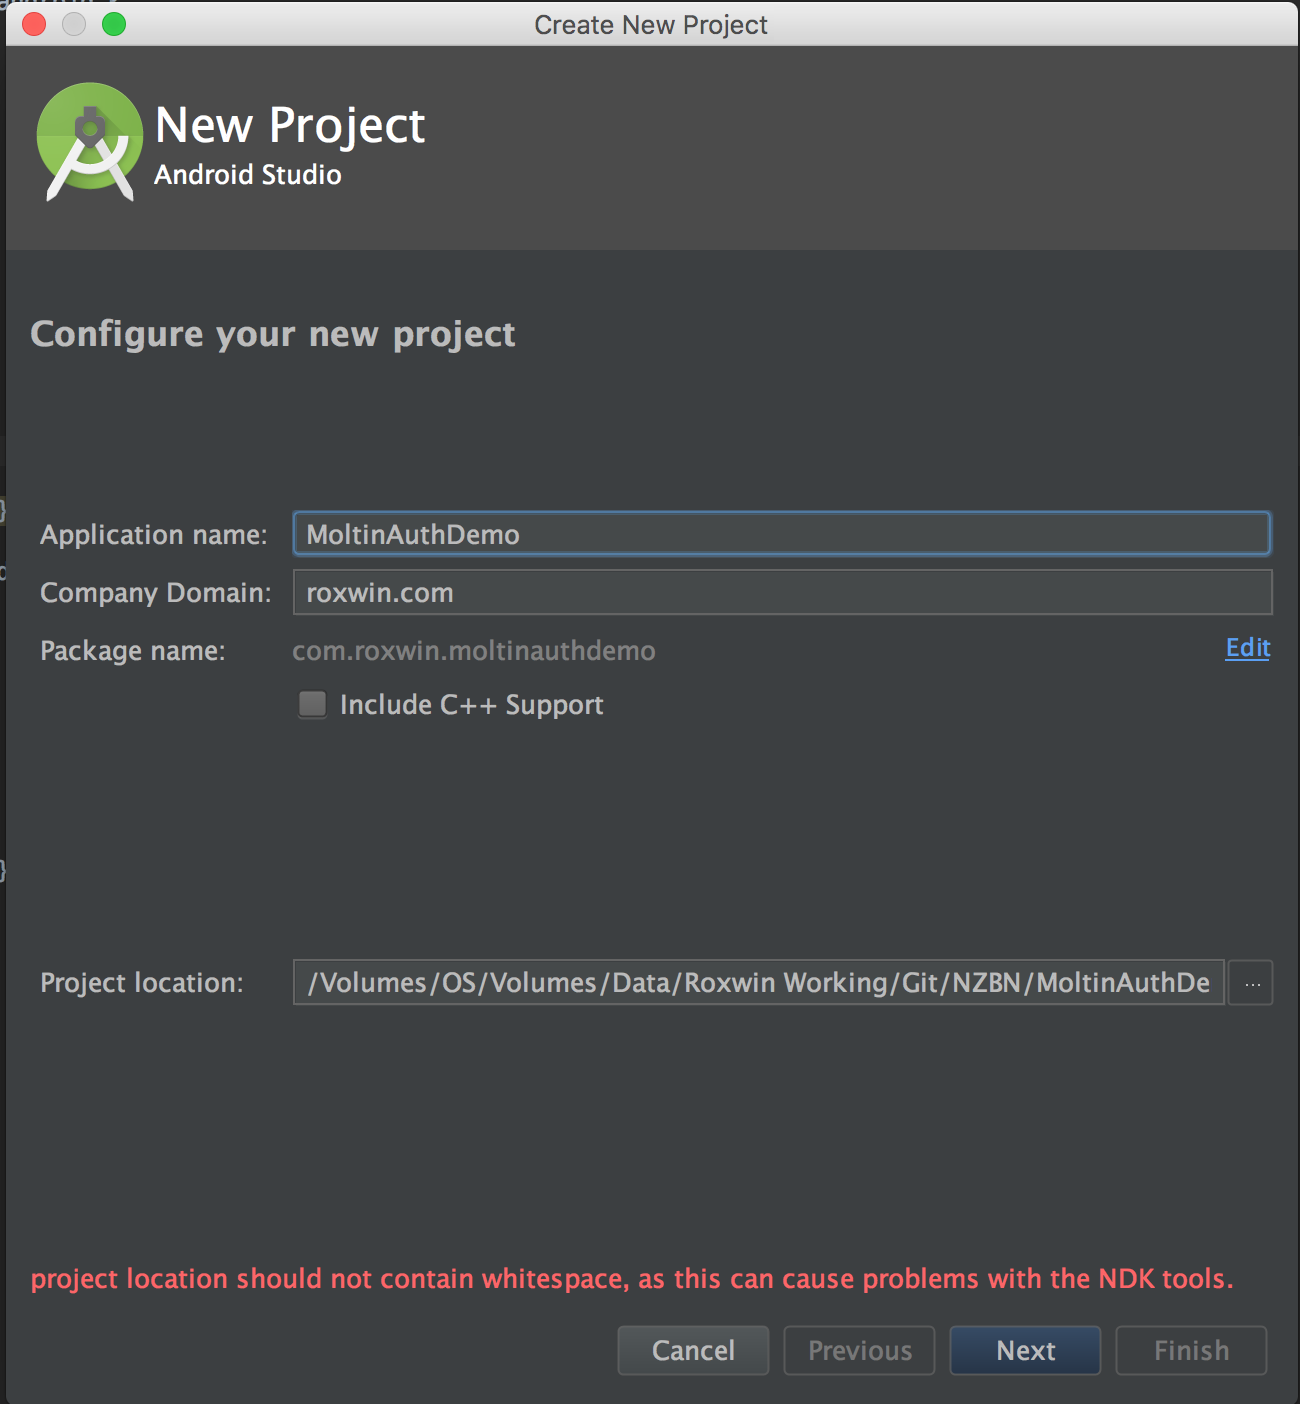 Create New Project
New Project
Android Studio
Configure your new project
Application name: MoltinAuthDemo
Company Domain: roxwin.com
Package name: com.roxwin.moltinauthdemo Edit
Include C++ Support
Project location: /Volumes/OS/Volumes/Data/Roxwin Working/Git/NZBN/MoltinAuthDe ...
project location should not contain whitespace, as this can cause problems with the NDK tools.
Cancel Previous Next Finish